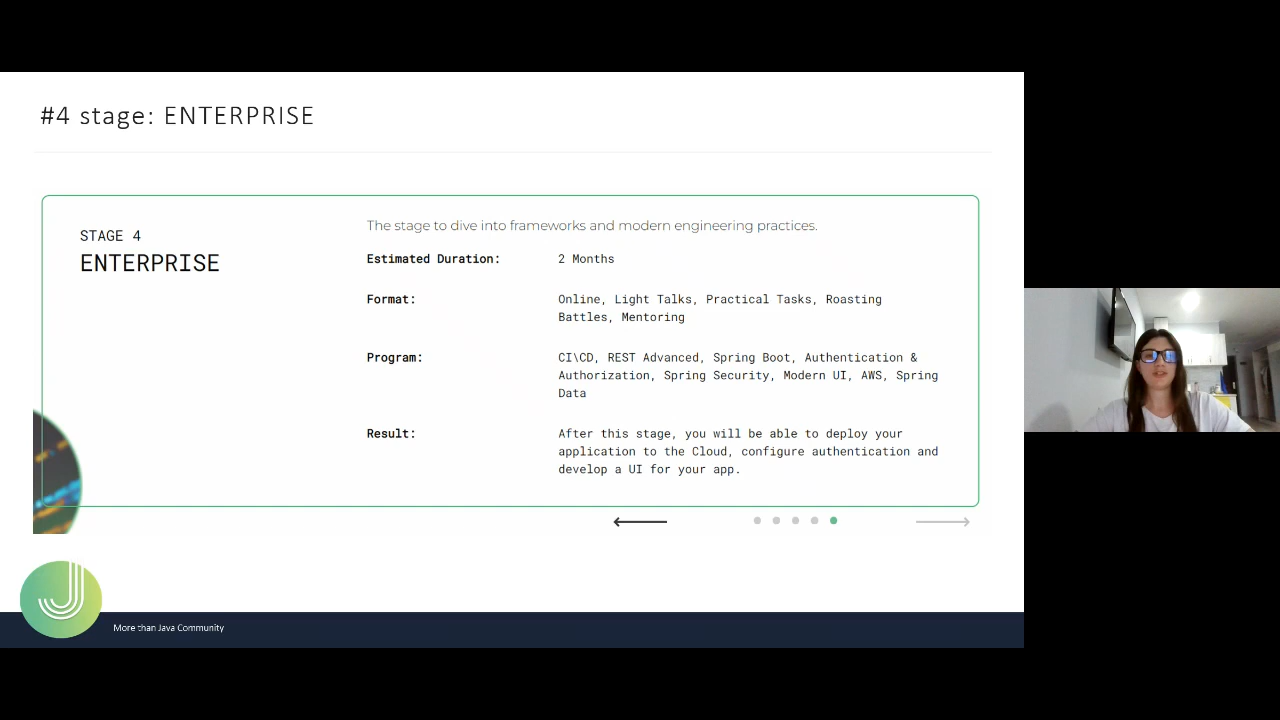 #4 stage: ENTERPRISE
STAGE 4
ENTERPRISE
The stage to dive into frameworks and modern engineering practices.
Estimated Duration: 2 Months
Format: Online, Light Talks, Practical Tasks, Roasting
Battles, Mentoring
Program: CI\CD, REST Advanced, Spring Boot, Authentication &
Authorization, Spring Security, Modern UI, AWS, Spring
Data
Result: After this stage, you will be able to deploy your
application to the Cloud, configure authentication and
develop a UI for your app.
J
More than Java Community